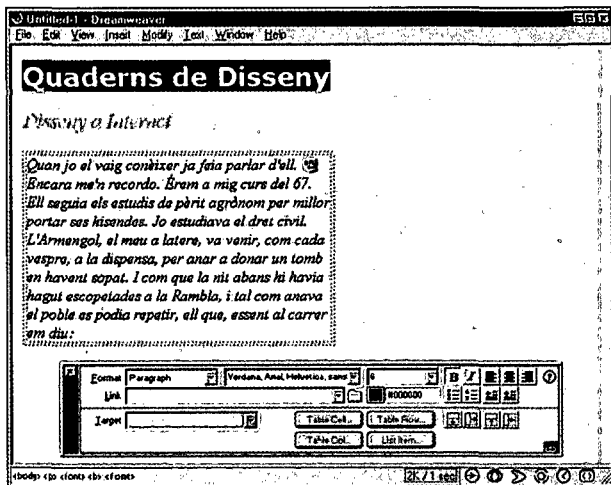 Untitled-1 - Dreamweaver
File Edit View Insert Modify Text Window Help
Quaderns de Disseny
Disseny a Internet
Quan jo el vaig conèixer ja feia parlar d'ell.
Encara me'n recordo. Érem a mig curs del 67.
Ell seguia els estudis de pèrit agrònom per millor
portar ses hisendes. Jo estudiava el dret civil.
L'Armengol, el meu a latere, va venir, com cada
vespre, a la dispensa, per anar a donar un tomb
en havent sopat. I com que la nit abans hi havia
hagut escopetades a la Rambla, i tal com anava
el poble es podia repetir, ell que, essent al carrer
em diu:
Format Paragraph Verdana, Arial, Helvetica, sans 6 B I
Link #000000
Target Table Cell... Table Row...
Table Col... List Item...
<body> <p> <font> <b> <font> 2K / 1 sec